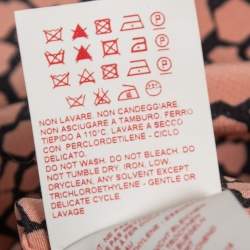 NON LAVARE. NON CANDEGGIARE.
NON ASCIUGARE A TAMBURO. FERRO
TIEPIDO A 110°C. LAVARE A SECCO
CON PERCLOROETILENE - CICLO
DELICATO.
DO NOT WASH. DO NOT BLEACH. DO
NOT TUMBLE DRY IRON, LOW.
DRYCLEAN, ANY SOLVENT EXCEPT
TRICHLOROETHYLENE - GENTLE OR
DELICATE CYCLE.
LAVAGE